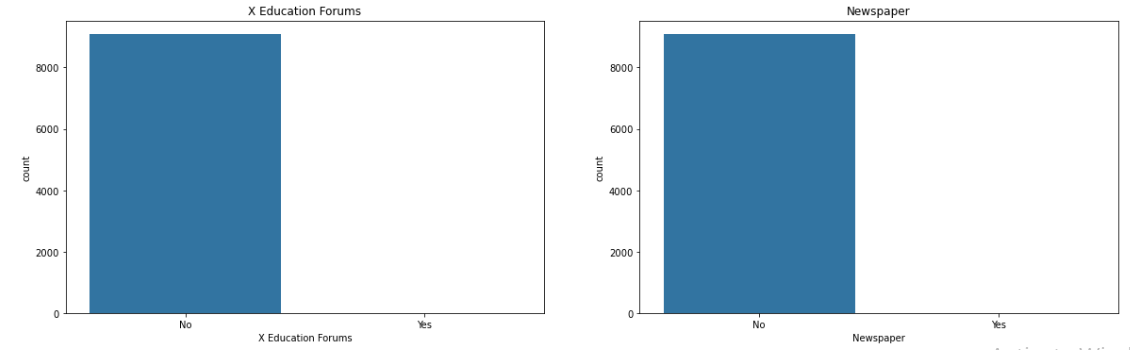 X Education Forums
8000
6000
4000
2000
0
count
No
Yes
X Education Forums
Newspaper
8000
6000
4000
2000
0
count
No
Yes
Newspaper